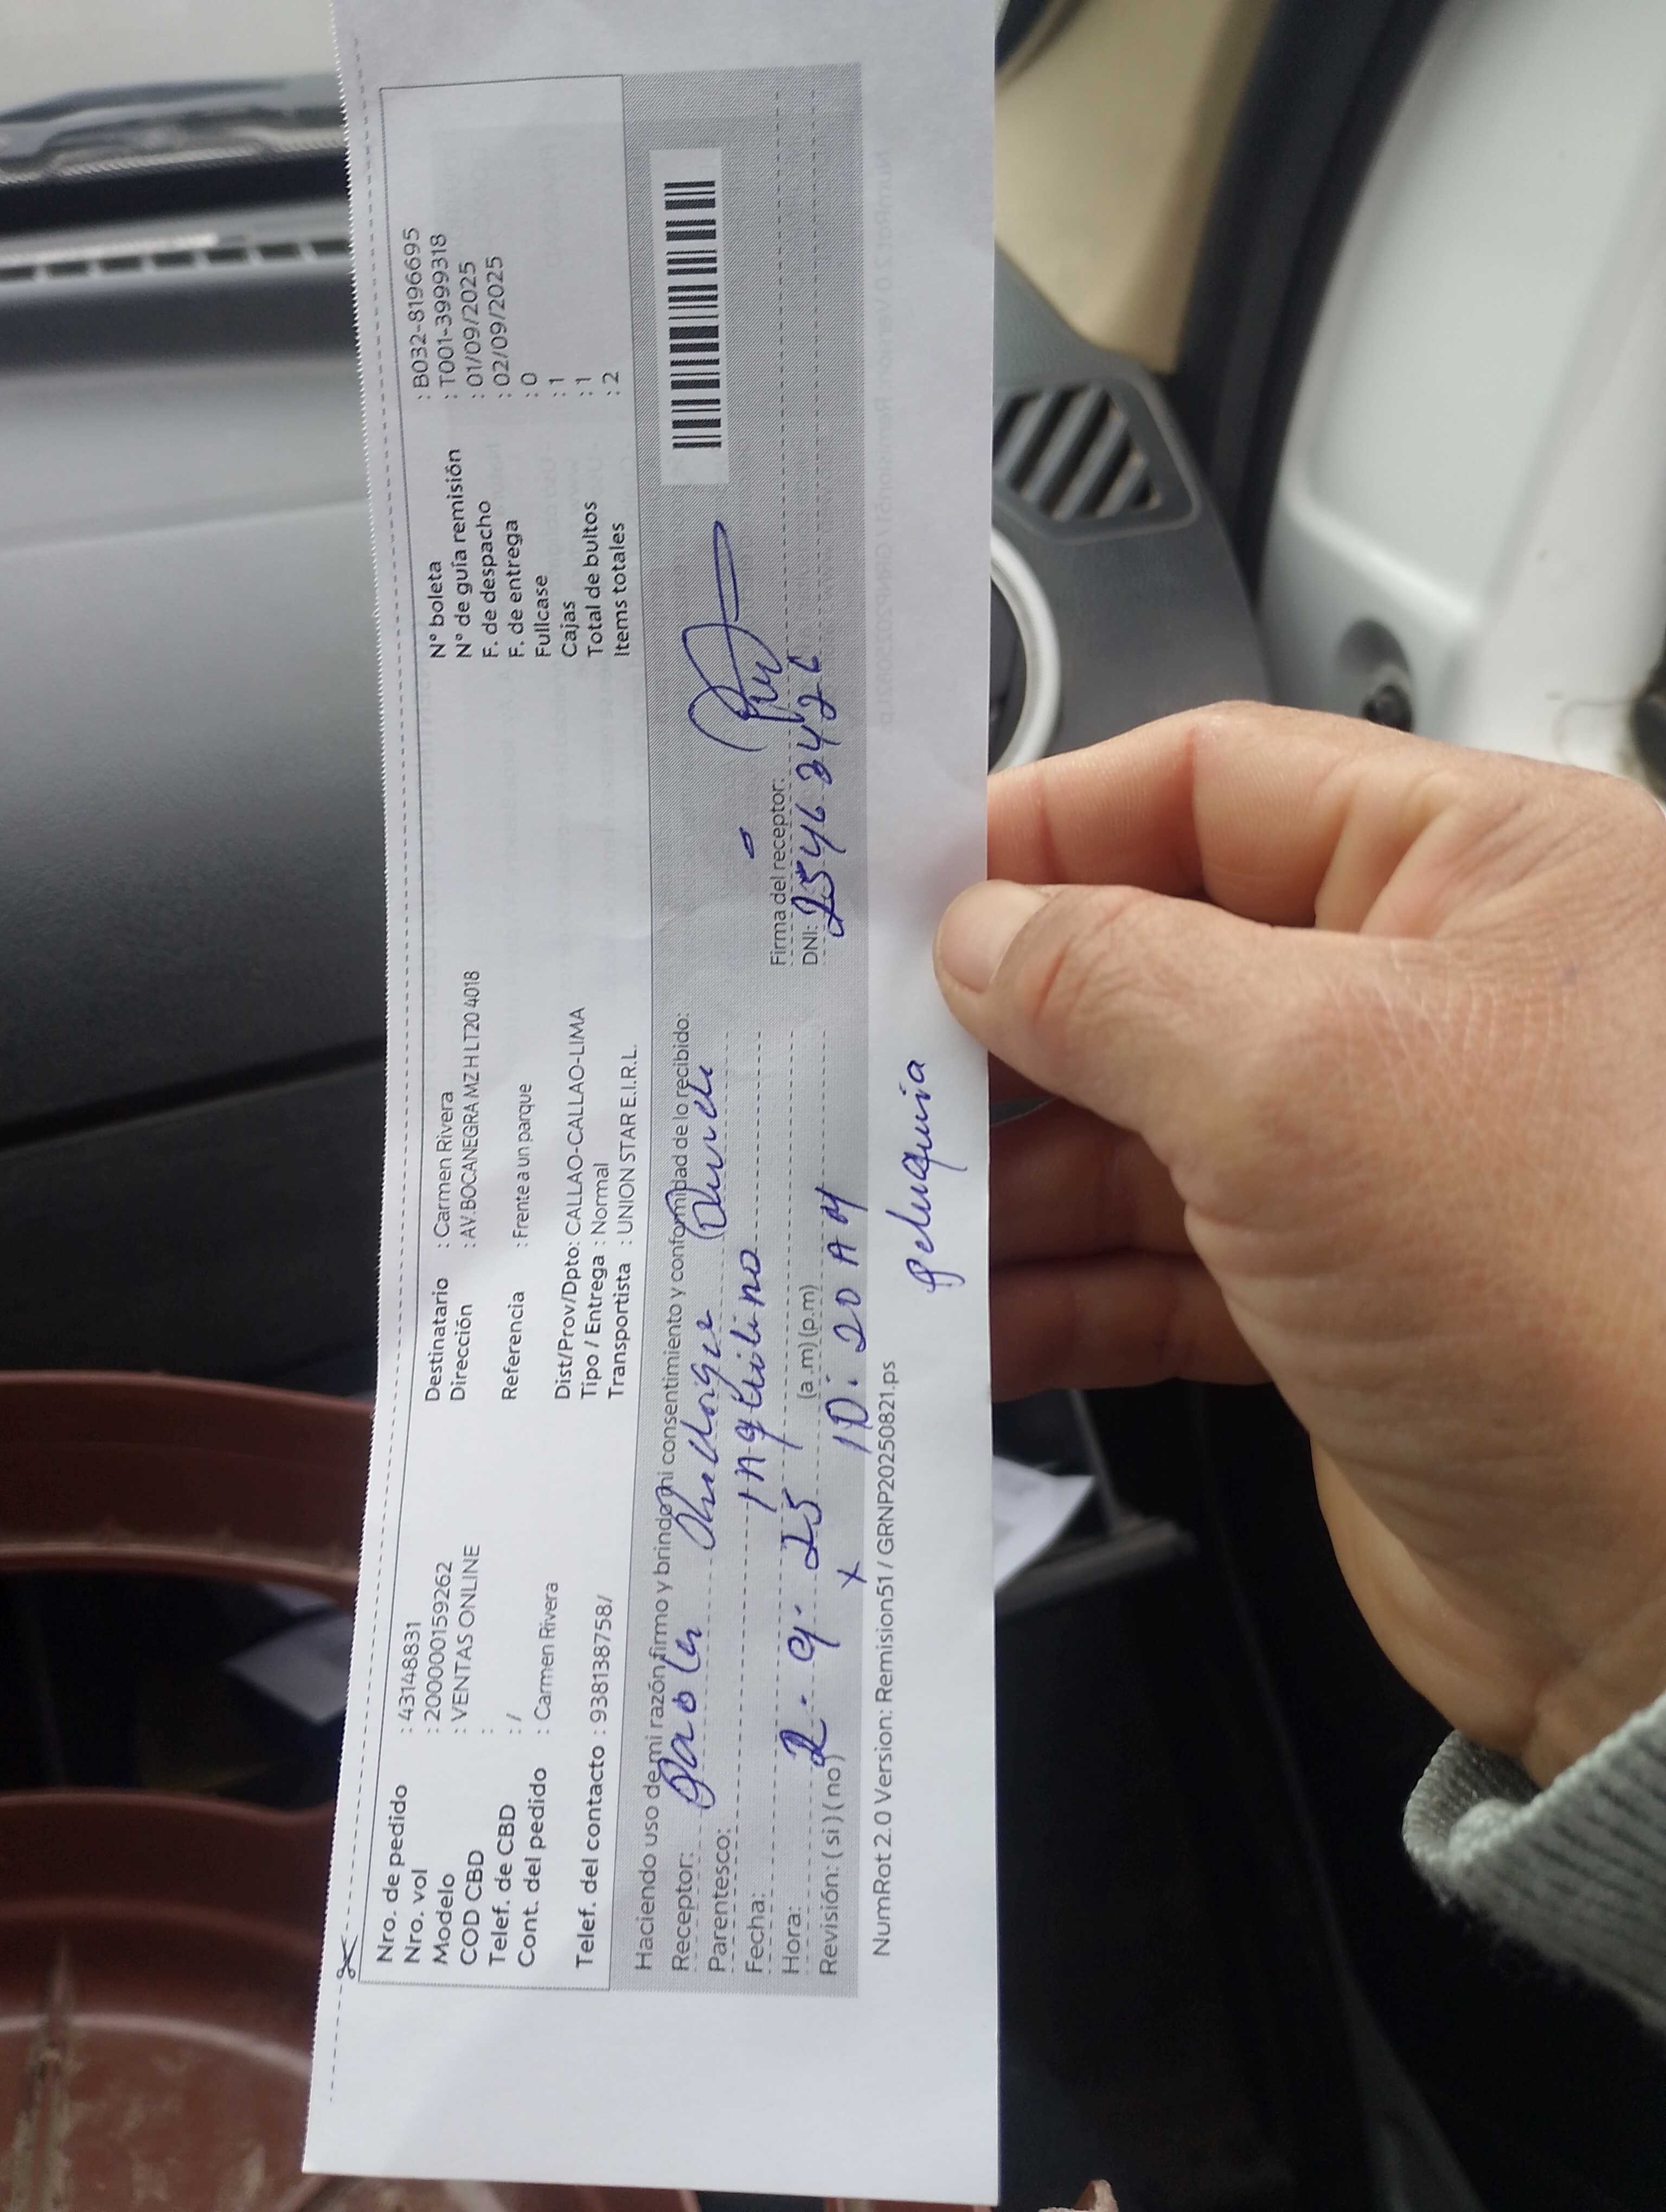 Nro. de pedido : 43148831
Nro. vol : 200000159262
Modelo : VENTAS ONLINE
COD CBD :
Telef. de CBD : /
Cont. del pedido : Carmen Rivera
Telef. del contacto : 938138758/
Destinatario : Carmen Rivera
Dirección : AV.BOCANEGRA MZ H LT20 4018
Referencia : Frente a un parque
Dist/Prov/Dpto: CALLAO-CALLAO-LIMA
Tipo / Entrega : Normal
Transportista : UNION STAR E.I.R.L.
N° boleta : B032-8196695
N° de guía remisión : T001-3999318
F. de despacho : 01/09/2025
F. de entrega : 02/09/2025
Fullcase : 0
Cajas : 1
Total de bultos : 1
Items totales : 2
Haciendo uso de mi razón, firmo y brindo mi consentimiento y conformidad de lo recibido:
Receptor: Paola
Parentesco: Inquilino
Fecha: 2. 9. 25
Hora: (a.m) (p.m) 10:20 AM
Revisión: ( si ) ( no ) x
Firma del receptor:
DNI: 25462426
NumRot 2.0 Version: Remision51 / GRNP20250821.ps
peluquria